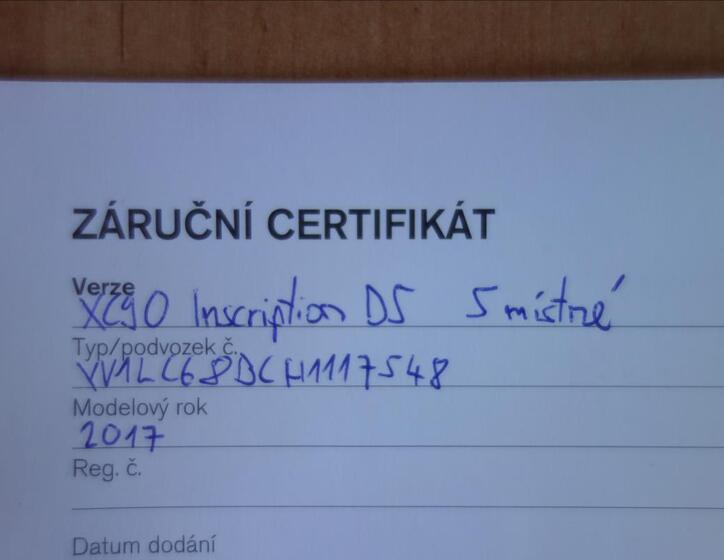 ZÁRUČNÍ CERTIFIKÁT
Verze
XC90 Inscription D5 5 místné
Typ/podvozek č.
YV1LC68DCH1117548
Modelový rok
2017
Reg. č.
Datum dodání